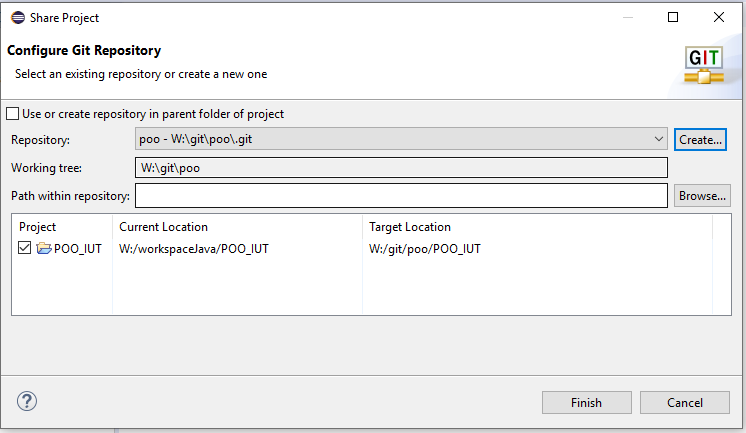 Share Project
Configure Git Repository
Select an existing repository or create a new one
GIT
Use or create repository in parent folder of project
Repository: poo - W:\git\poo\.git Create...
Working tree: W:\git\poo
Path within repository: Browse...
Project Current Location Target Location
POO_IUT W:/workspaceJava/POO_IUT W:/git/poo/POO_IUT
? Finish Cancel